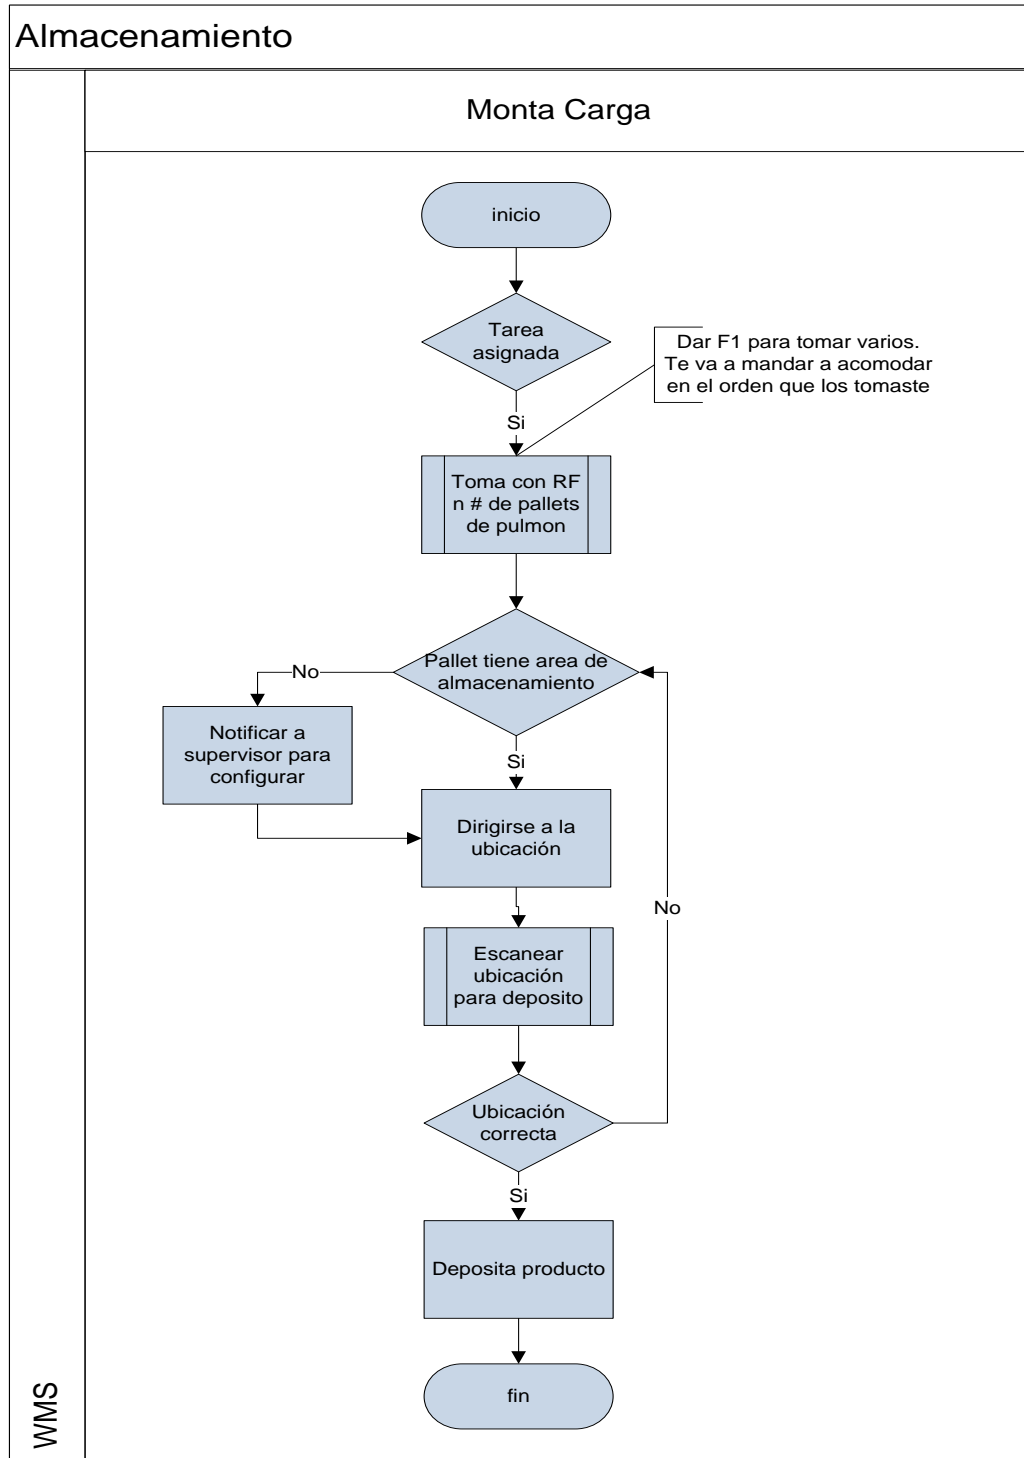 Almacenamiento
Monta Carga
inicio
Tarea
asignada
Dar F1 para tomar varios.
Te va a mandar a acomodar
en el orden que los tomaste
Si
Toma con RF
n # de pallets
de pulmon
Pallet tiene area de
almacenamiento
No
Notificar a
supervisor para
configurar
Si
Dirigirse a la
ubicación
No
Escanear
ubicación
para deposito
Ubicación
correcta
Si
Deposita producto
fin
WMS